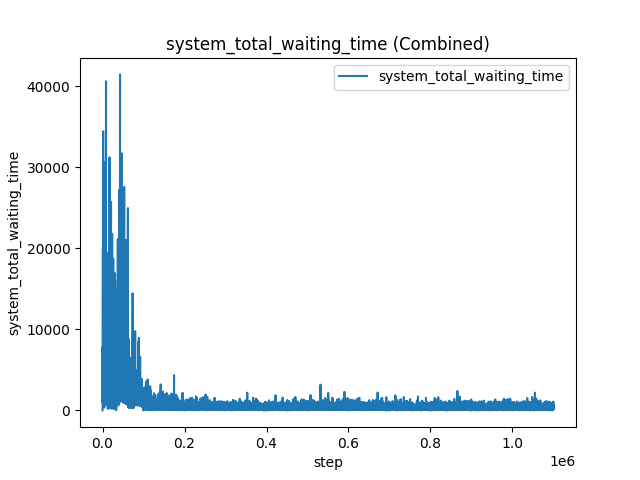 system_total_waiting_time (Combined)
system_total_waiting_time
system_total_waiting_time
40000
30000
20000
10000
0
0.0 0.2 0.4 0.6 0.8 1.0
1e6
step